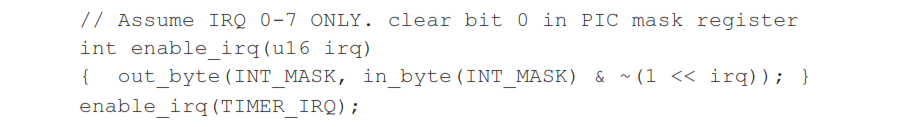 // Assume IRQ 0-7 ONLY. clear bit 0 in PIC mask register
int enable_irq(u16 irq)
{  out_byte(INT_MASK, in_byte(INT_MASK) & ~(1 << irq)); }
enable_irq(TIMER_IRQ);